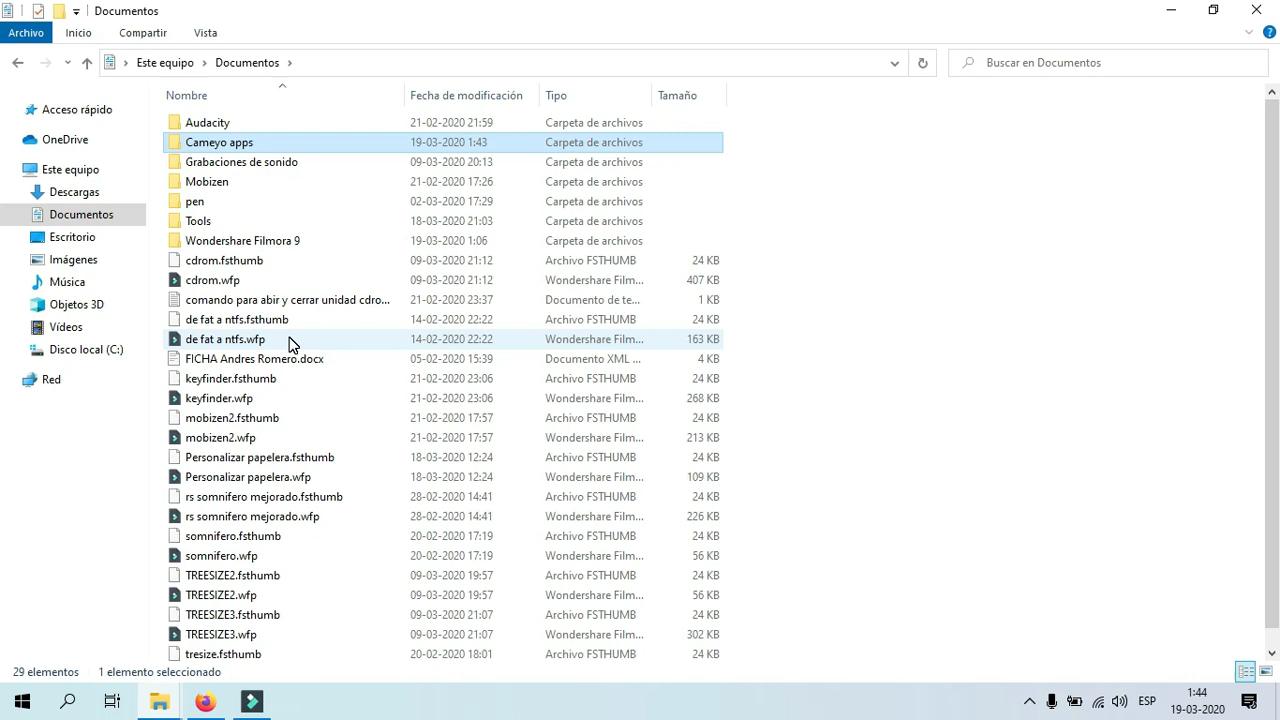 Documentos
Archivo Inicio Compartir Vista
Este equipo Documentos Buscar en Documentos
Nombre Fecha de modificación Tipo Tamaño
Acceso rápido
OneDrive
Este equipo
Descargas
Documentos
Escritorio
Imágenes
Música
Objetos 3D
Vídeos
Disco local (C:)
Red
Audacity 21-02-2020 21:59 Carpeta de archivos
Cameyo apps 19-03-2020 1:43 Carpeta de archivos
Grabaciones de sonido 09-03-2020 20:13 Carpeta de archivos
Mobizen 21-02-2020 17:26 Carpeta de archivos
pen 02-03-2020 17:29 Carpeta de archivos
Tools 18-03-2020 21:03 Carpeta de archivos
Wondershare Filmora 9 19-03-2020 1:06 Carpeta de archivos
cdrom.fsthumb 09-03-2020 21:12 Archivo FSTHUMB 24 KB
cdrom.wfp 09-03-2020 21:12 Wondershare Film... 407 KB
comando para abir y cerrar unidad cdro... 21-02-2020 23:37 Documento de te... 1 KB
de fat a ntfs.fsthumb 14-02-2020 22:22 Archivo FSTHUMB 24 KB
de fat a ntfs.wfp 14-02-2020 22:22 Wondershare Film... 163 KB
FICHA Andres Romero.docx 05-02-2020 15:39 Documento XML ... 4 KB
keyfinder.fsthumb 21-02-2020 23:06 Archivo FSTHUMB 24 KB
keyfinder.wfp 21-02-2020 23:06 Wondershare Film... 268 KB
mobizen2.fsthumb 21-02-2020 17:57 Archivo FSTHUMB 24 KB
mobizen2.wfp 21-02-2020 17:57 Wondershare Film... 213 KB
Personalizar papelera.fsthumb 18-03-2020 12:24 Archivo FSTHUMB 24 KB
Personalizar papelera.wfp 18-03-2020 12:24 Wondershare Film... 109 KB
rs somnifero mejorado.fsthumb 28-02-2020 14:41 Archivo FSTHUMB 24 KB
rs somnifero mejorado.wfp 28-02-2020 14:41 Wondershare Film... 226 KB
somnifero.fsthumb 20-02-2020 17:19 Archivo FSTHUMB 24 KB
somnifero.wfp 20-02-2020 17:19 Wondershare Film... 56 KB
TREESIZE2.fsthumb 09-03-2020 19:57 Archivo FSTHUMB 24 KB
TREESIZE2.wfp 09-03-2020 19:57 Wondershare Film... 56 KB
TREESIZE3.fsthumb 09-03-2020 21:07 Archivo FSTHUMB 24 KB
TREESIZE3.wfp 09-03-2020 21:07 Wondershare Film... 302 KB
tresize.fsthumb 20-02-2020 18:01 Archivo FSTHUMB 24 KB
29 elementos 1 elemento seleccionado
ESP 1:44
19-03-2020